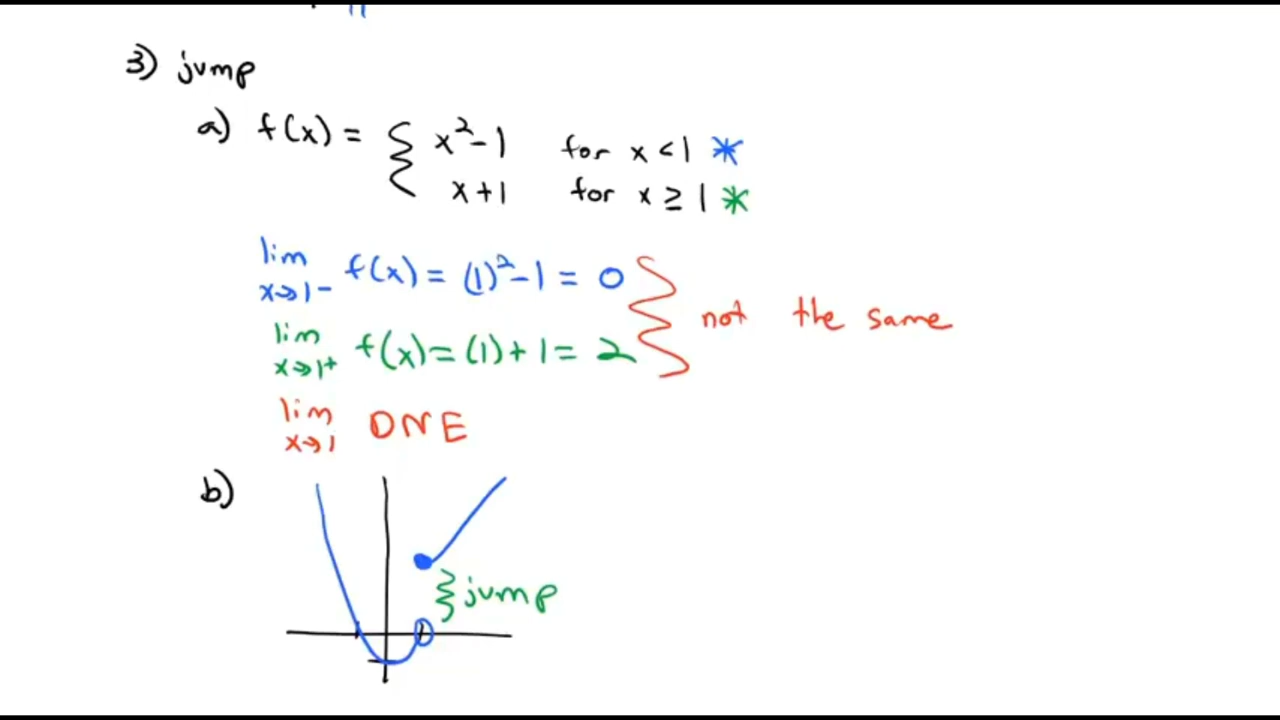 3) jump
a) f(x) = { x² - 1 for x < 1 *
x + 1 for x ≥ 1 *
lim x→1⁻ f(x) = (1)² - 1 = 0
lim x→1⁺ f(x) = (1) + 1 = 2
} not the same
lim x→1 DNE
b)
} jump